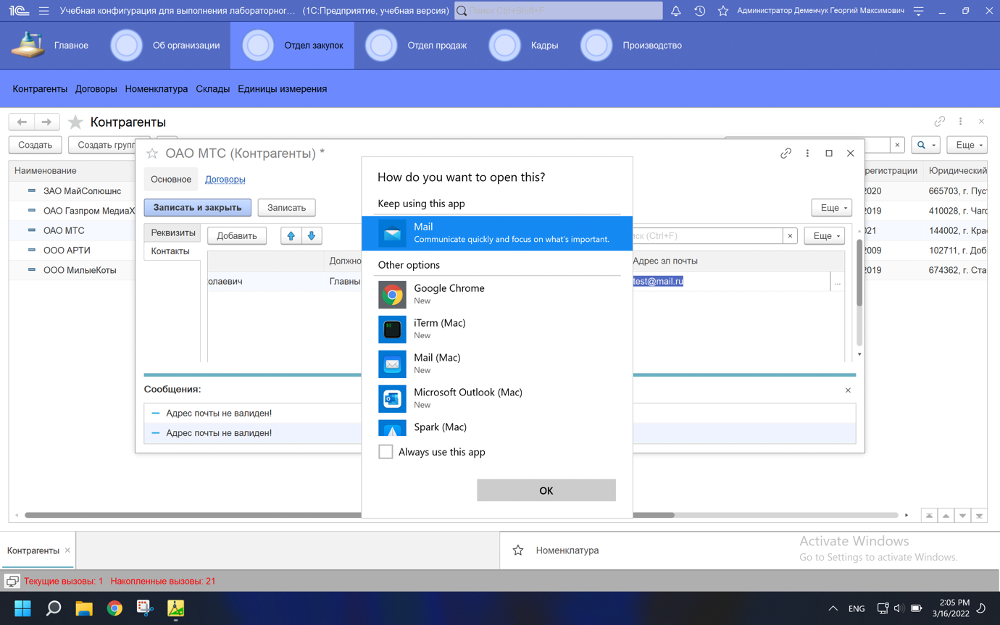 1С Учебная конфигурация для выполнения лабораторног... (1С:Предприятие, учебная версия) Поиск Ctrl+Shift+F Администратор Деменчук Георгий Максимович
Главное Об организации Отдел закупок Отдел продаж Кадры Производство
Контрагенты Договоры Номенклатура Склады Единицы измерения
Контрагенты
Создать Создать групп Еще
Наименование регистрации Юридический
ЗАО МайСолюшнс 2020 665703, г. Пус
ОАО Газпром МедиаХ 2019 410028, г. Чаго
ОАО МТС 021 144002, г. Крас
ООО АРТИ 2009 102711, г. Доб
ООО МилыеКоты 2019 674362, г. Ста
ОАО МТС (Контрагенты) *
Основное Договоры
Записать и закрыть Записать Еще
Реквизиты
Контакты
Добавить иск (Ctrl+F) Еще
Должно Адрес эл почты
олаевич Главны test@mail.ru ...
Сообщения:
Адрес почты не валиден!
Адрес почты не валиден!
How do you want to open this?
Keep using this app
Mail
Communicate quickly and focus on what's important.
Other options
Google Chrome
New
iTerm (Mac)
New
Mail (Mac)
New
Microsoft Outlook (Mac)
New
Spark (Mac)
Always use this app
OK
Контрагенты Номенклатура
Activate Windows
Go to Settings to activate Windows.
Текущие вызовы: 1 Накопленные вызовы: 21
ENG
2:05 PM
3/16/2022